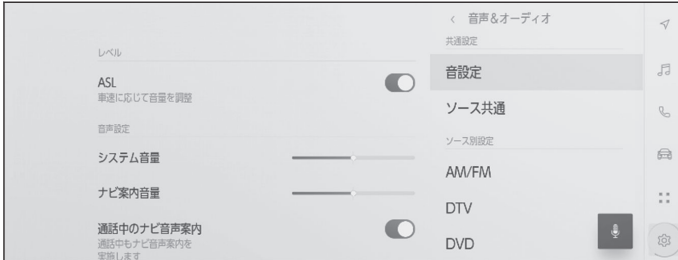 レベル
ASL
車速に応じて音量を調整
音声設定
システム音量
ナビ案内音量
通話中のナビ音声案内
通話中もナビ音声案内を
実施します
< 音声&オーディオ
共通設定
音設定
ソース共通
ソース別設定
AM/FM
DTV
DVD